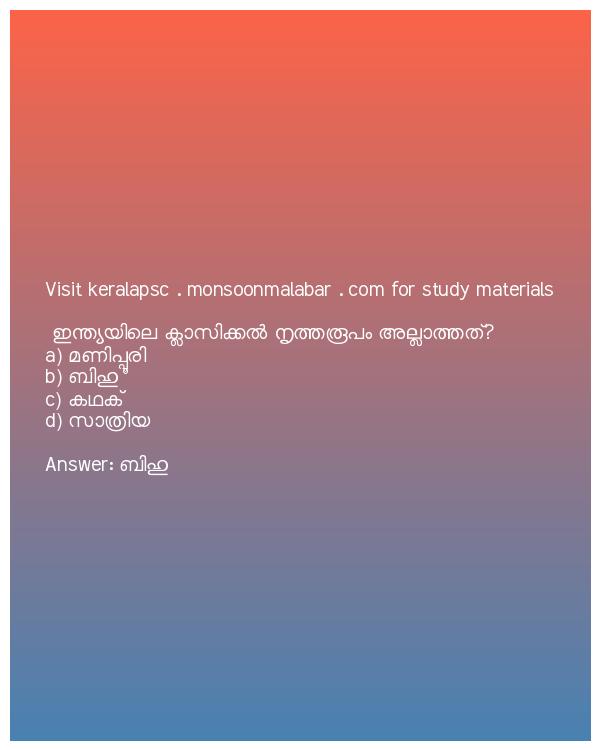 Visit keralapsc . monsoonmalabar . com for study materials
ഇന്ത്യയിലെ ക്ലാസിക്കൽ നൃത്തരൂപം അല്ലാത്തത്?
a) മണിപ്പൂരി
b) ബിഹു
c) കഥക്
d) സാത്രിയ
Answer: ബിഹു